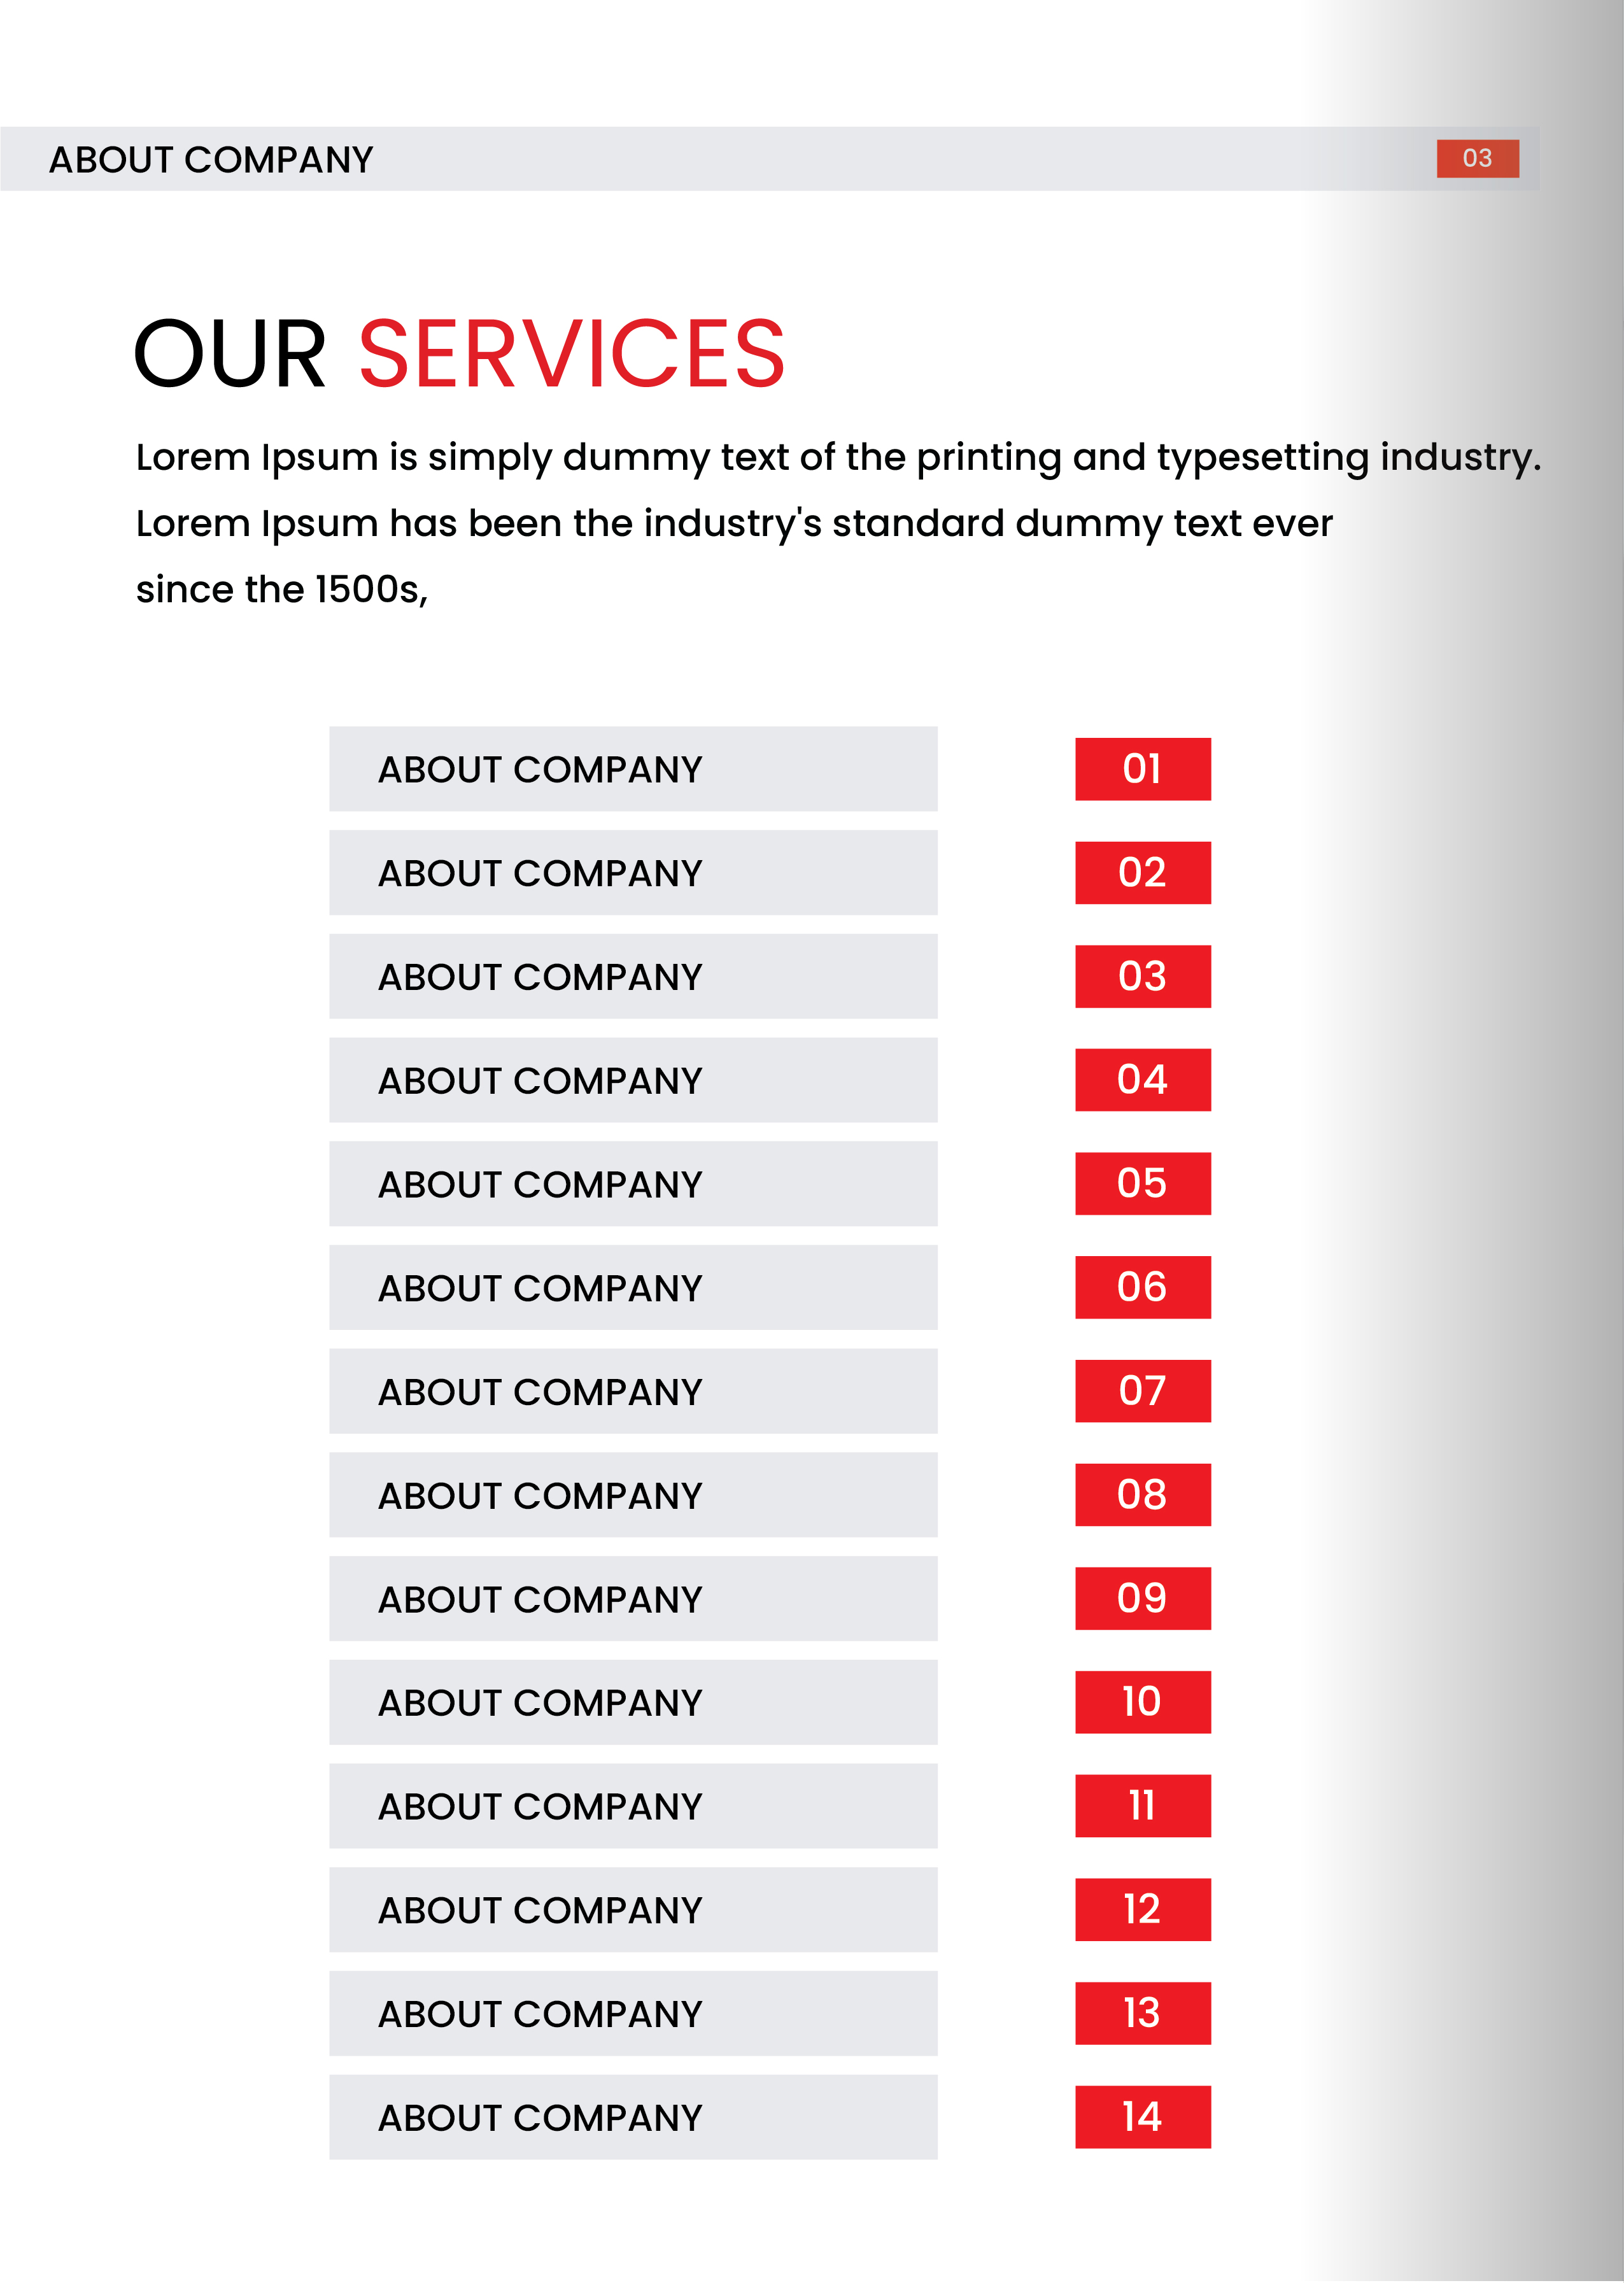 ABOUT COMPANY 03
OUR SERVICES
Lorem Ipsum is simply dummy text of the printing and typesetting industry.
Lorem Ipsum has been the industry's standard dummy text ever
since the 1500s,
ABOUT COMPANY 01
ABOUT COMPANY 02
ABOUT COMPANY 03
ABOUT COMPANY 04
ABOUT COMPANY 05
ABOUT COMPANY 06
ABOUT COMPANY 07
ABOUT COMPANY 08
ABOUT COMPANY 09
ABOUT COMPANY 10
ABOUT COMPANY 11
ABOUT COMPANY 12
ABOUT COMPANY 13
ABOUT COMPANY 14